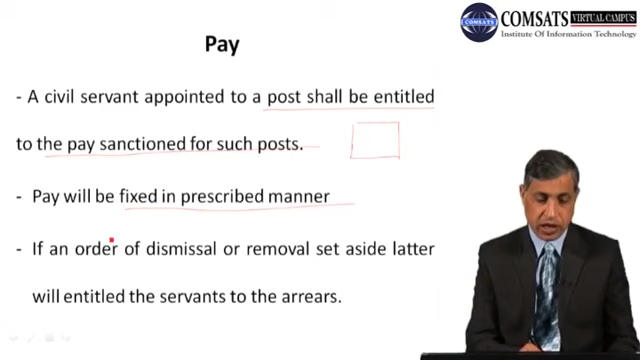 COMSATS VIRTUAL CAMPUS
Institute Of Information Technology
Pay
- A civil servant appointed to a post shall be entitled
to the pay sanctioned for such posts.
- Pay will be fixed in prescribed manner
- If an order of dismissal or removal set aside latter
will entitled the servants to the arrears.